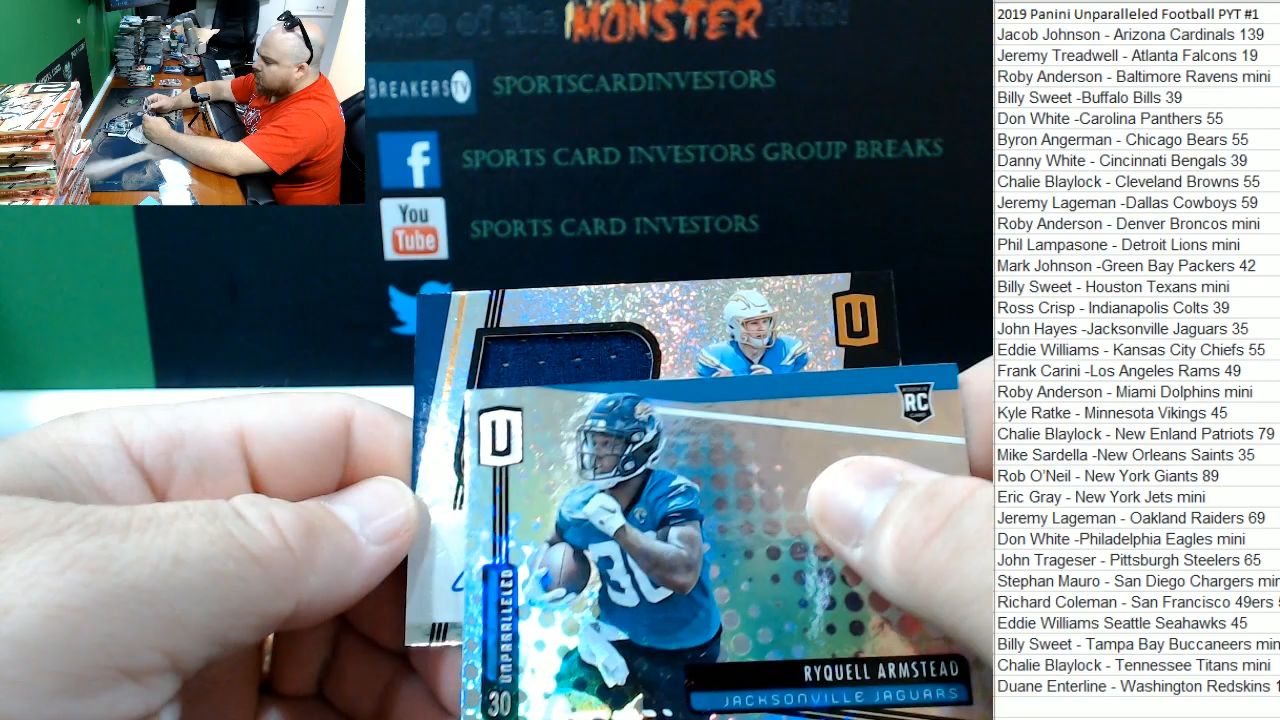 MONSTER
BREAKERSTV SPORTSCARDINVESTORS
f SPORTS CARD INVESTORS GROUP BREAKS
You Tube SPORTS CARD INVESTORS
U
RC
U
UNPARALLELED
30
30
RYQUELL ARMSTEAD
JACKSONVILLE JAGUARS
2019 Panini Unparalleled Football PYT #1
Jacob Johnson - Arizona Cardinals 139
Jeremy Treadwell - Atlanta Falcons 19
Roby Anderson - Baltimore Ravens mini
Billy Sweet -Buffalo Bills 39
Don White -Carolina Panthers 55
Byron Angerman - Chicago Bears 55
Danny White - Cincinnati Bengals 39
Chalie Blaylock - Cleveland Browns 55
Jeremy Lageman -Dallas Cowboys 59
Roby Anderson - Denver Broncos mini
Phil Lampasone - Detroit Lions mini
Mark Johnson -Green Bay Packers 42
Billy Sweet - Houston Texans mini
Ross Crisp - Indianapolis Colts 39
John Hayes -Jacksonville Jaguars 35
Eddie Williams - Kansas City Chiefs 55
Frank Carini -Los Angeles Rams 49
Roby Anderson - Miami Dolphins mini
Kyle Ratke - Minnesota Vikings 45
Chalie Blaylock - New Enland Patriots 79
Mike Sardella -New Orleans Saints 35
Rob O'Neil - New York Giants 89
Eric Gray - New York Jets mini
Jeremy Lageman - Oakland Raiders 69
Don White -Philadelphia Eagles mini
John Trageser - Pittsburgh Steelers 65
Stephan Mauro - San Diego Chargers min
Richard Coleman - San Francisco 49ers
Eddie Williams Seattle Seahawks 45
Billy Sweet - Tampa Bay Buccaneers min
Chalie Blaylock - Tennessee Titans mini
Duane Enterline - Washington Redskins 1